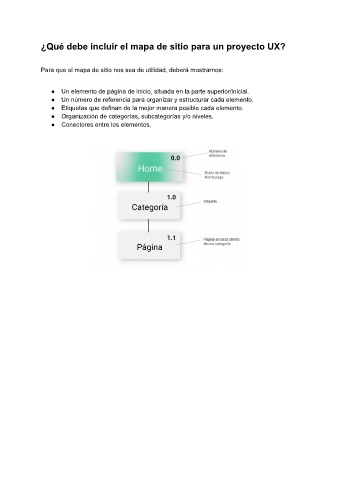 ¿Qué debe incluir el mapa de sitio para un proyecto UX?
Para que el mapa de sitio nos sea de utilidad, deberá mostrarnos:
● Un elemento de página de inicio, situada en la parte superior/inicial.
● Un número de referencia para organizar y estructurar cada elemento.
● Etiquetas que definan de la mejor manera posible cada elemento.
● Organización de categorías, subcategorías y/o niveles.
● Conectores entre los elementos.
0.0
Número de
referencia
Home
Punto de inicio/
Home page
1.0
Categoría
Etiqueta
1.1
Página
Página anidada dentro
de una categoría